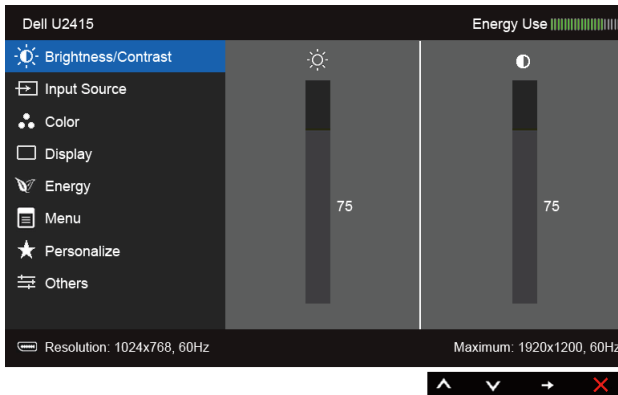 Dell U2415
Energy Use
Brightness/Contrast
Input Source
Color
Display
Energy
Menu
Personalize
Others
75
75
Resolution: 1024x768, 60Hz
Maximum: 1920x1200, 60Hz